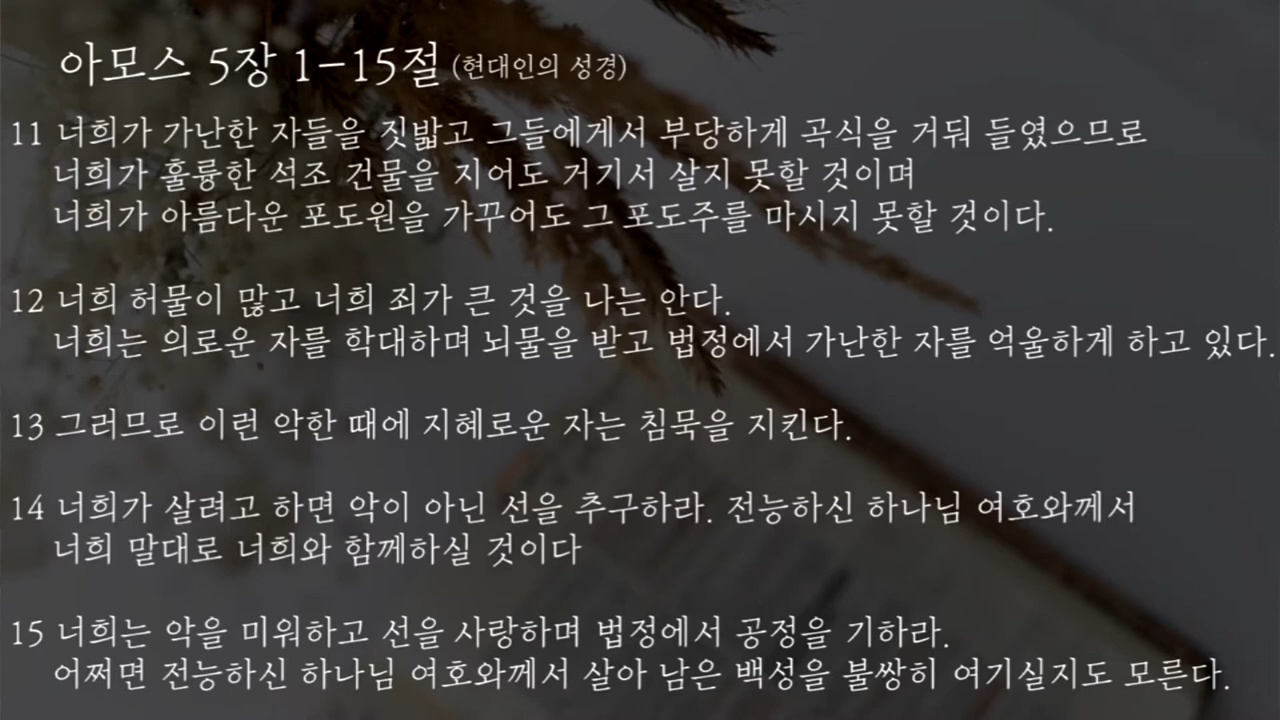 아모스 5장 1-15절 (현대인의 성경)
11 너희가 가난한 자들을 짓밟고 그들에게서 부당하게 곡식을 거둬 들였으므로
너희가 훌륭한 석조 건물을 지어도 거기서 살지 못할 것이며
너희가 아름다운 포도원을 가꾸어도 그 포도주를 마시지 못할 것이다.
12 너희 허물이 많고 너희 죄가 큰 것을 나는 안다.
너희는 의로운 자를 학대하며 뇌물을 받고 법정에서 가난한 자를 억울하게 하고 있다.
13 그러므로 이런 악한 때에 지혜로운 자는 침묵을 지킨다.
14 너희가 살려고 하면 악이 아닌 선을 추구하라. 전능하신 하나님 여호와께서
너희 말대로 너희와 함께하실 것이다
15 너희는 악을 미워하고 선을 사랑하며 법정에서 공정을 기하라.
어쩌면 전능하신 하나님 여호와께서 살아 남은 백성을 불쌍히 여기실지도 모른다.